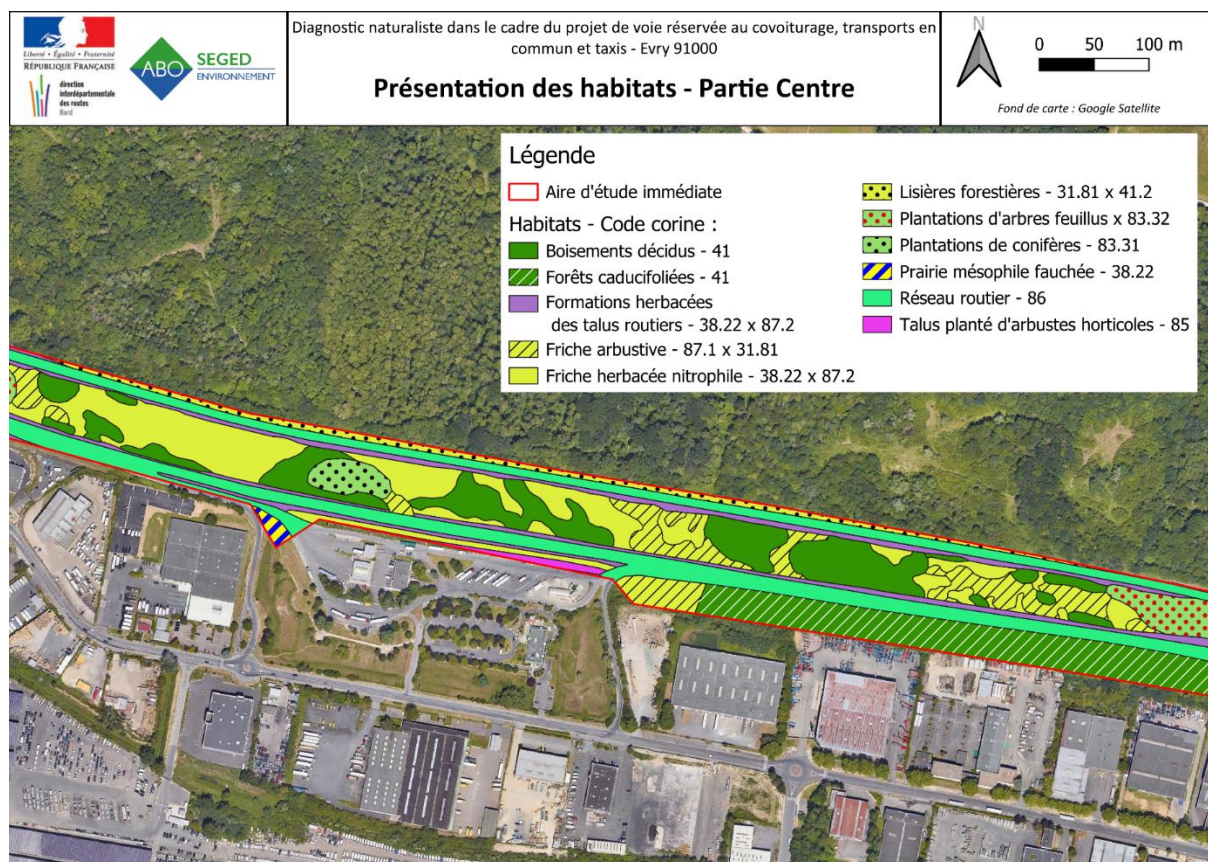 Liberté • Égalité • Fraternité
RÉPUBLIQUE FRANÇAISE
direction
interdépartementale
des routes
Nord
ABO
SEGED
ENVIRONNEMENT
Diagnostic naturaliste dans le cadre du projet de voie réservée au covoiturage, transports en
commun et taxis - Evry 91000
Présentation des habitats - Partie Centre
N
0 50 100 m
Fond de carte : Google Satellite
Légende
Aire d'étude immédiate
Habitats - Code corine :
Boisements décidus - 41
Forêts caducifoliées - 41
Formations herbacées
des talus routiers - 38.22 x 87.2
Friche arbustive - 87.1 x 31.81
Friche herbacée nitrophile - 38.22 x 87.2
Lisières forestières - 31.81 x 41.2
Plantations d'arbres feuillus x 83.32
Plantations de conifères - 83.31
Prairie mésophile fauchée - 38.22
Réseau routier - 86
Talus planté d'arbustes horticoles - 85